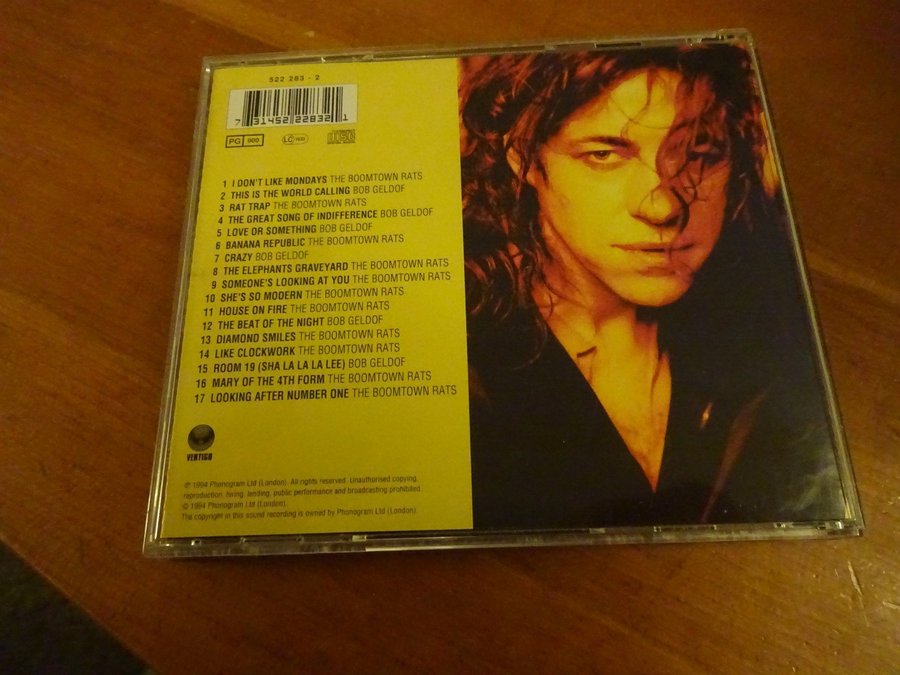 522 283 - 2
7 31452 22832 1
PG 900
LC
1 I DON'T LIKE MONDAYS THE BOOMTOWN RATS
2 THIS IS THE WORLD CALLING BOB GELDOF
3 RAT TRAP THE BOOMTOWN RATS
4 THE GREAT SONG OF INDIFFERENCE BOB GELDOF
5 LOVE OR SOMETHING BOB GELDOF
6 BANANA REPUBLIC THE BOOMTOWN RATS
7 CRAZY BOB GELDOF
8 THE ELEPHANTS GRAVEYARD THE BOOMTOWN RATS
9 SOMEONE'S LOOKING AT YOU THE BOOMTOWN RATS
10 SHE'S SO MODERN THE BOOMTOWN RATS
11 HOUSE ON FIRE THE BOOMTOWN RATS
12 THE BEAT OF THE NIGHT BOB GELDOF
13 DIAMOND SMILES THE BOOMTOWN RATS
14 LIKE CLOCKWORK THE BOOMTOWN RATS
15 ROOM 19 (SHA LA LA LA LEE) BOB GELDOF
16 MARY OF THE 4TH FORM THE BOOMTOWN RATS
17 LOOKING AFTER NUMBER ONE THE BOOMTOWN RATS
VERTIGO
℗ 1994 Phonogram Ltd (London). All rights reserved. Unauthorised copying,
reproduction, hiring, lending, public performance and broadcasting prohibited.
© 1994 Phonogram Ltd (London).
The copyright in this sound recording is owned by Phonogram Ltd (London).